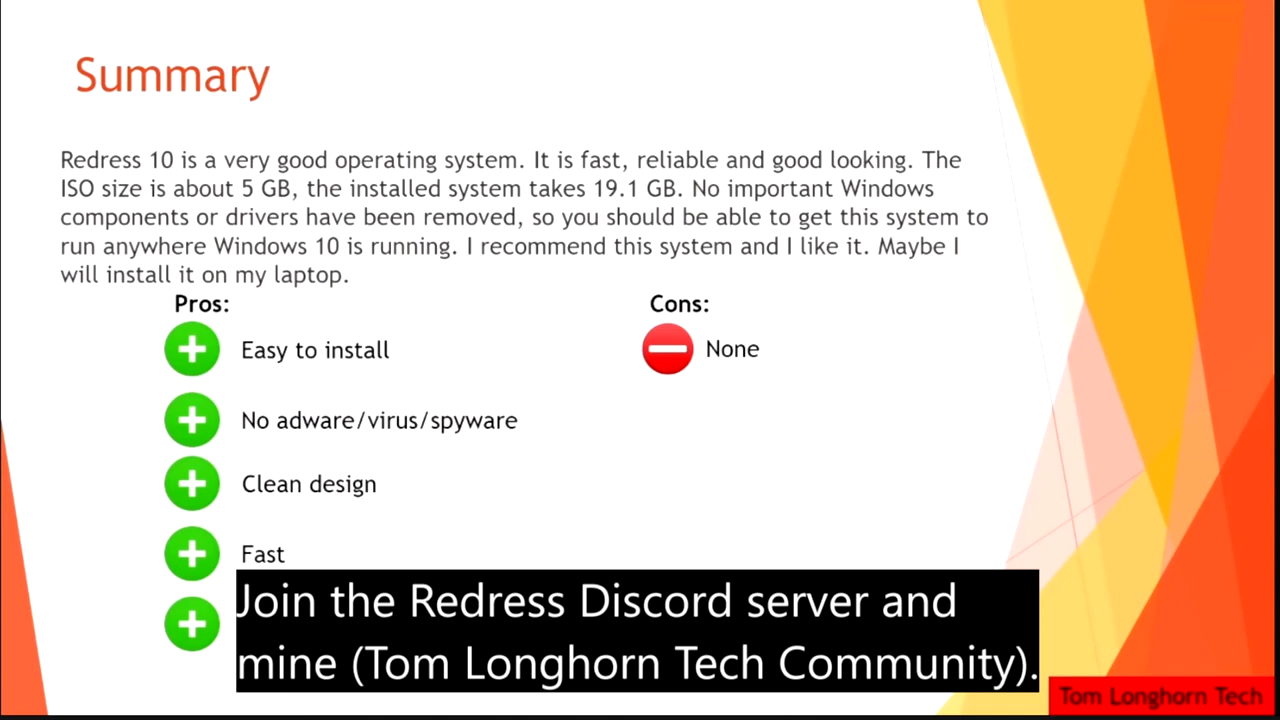 Summary
Redress 10 is a very good operating system. It is fast, reliable and good looking. The
ISO size is about 5 GB, the installed system takes 19.1 GB. No important Windows
components or drivers have been removed, so you should be able to get this system to
run anywhere Windows 10 is running. I recommend this system and I like it. Maybe I
will install it on my laptop.
Pros:
Easy to install
No adware/virus/spyware
Clean design
Fast
Cons:
None
Join the Redress Discord server and
mine (Tom Longhorn Tech Community).
Tom Longhorn Tech